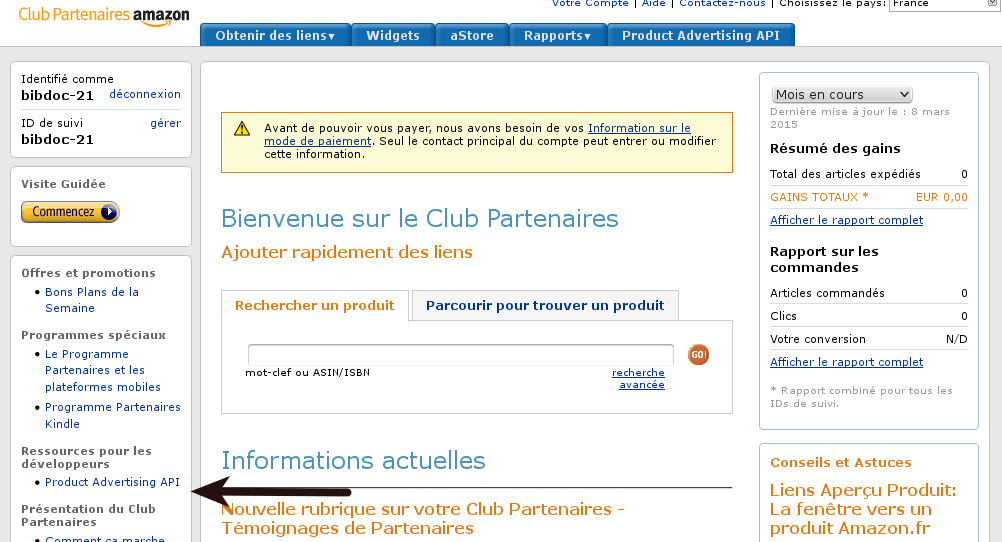 Club Partenaires amazon
Votre Compte | Aide | Contactez-nous | Choisissez le pays: France
Obtenir des liens▾ Widgets aStore Rapports▾ Product Advertising API
Identifié comme
bibdoc-21 déconnexion
ID de suivi gérer
bibdoc-21
Visite Guidée
Commencez
Offres et promotions
• Bons Plans de la
Semaine
Programmes spéciaux
• Le Programme
Partenaires et les
plateformes mobiles
• Programme Partenaires
Kindle
Ressources pour les
développeurs
• Product Advertising API
Présentation du Club
Partenaires
• Comment ça marche
Avant de pouvoir vous payer, nous avons besoin de vos Information sur le
mode de paiement. Seul le contact principal du compte peut entrer ou modifier
cette information.
Bienvenue sur le Club Partenaires
Ajouter rapidement des liens
Rechercher un produit Parcourir pour trouver un produit
GO!
mot-clef ou ASIN/ISBN recherche
avancée
Informations actuelles
Nouvelle rubrique sur votre Club Partenaires -
Témoignages de Partenaires
Mois en cours
Dernière mise à jour le : 8 mars
2015
Résumé des gains
Total des articles expédiés 0
GAINS TOTAUX * EUR 0,00
Afficher le rapport complet
Rapport sur les
commandes
Articles commandés 0
Clics 0
Votre conversion N/D
Afficher le rapport complet
* Rapport combiné pour tous les
IDs de suivi.
Conseils et Astuces
Liens Aperçu Produit:
La fenêtre vers un
produit Amazon.fr